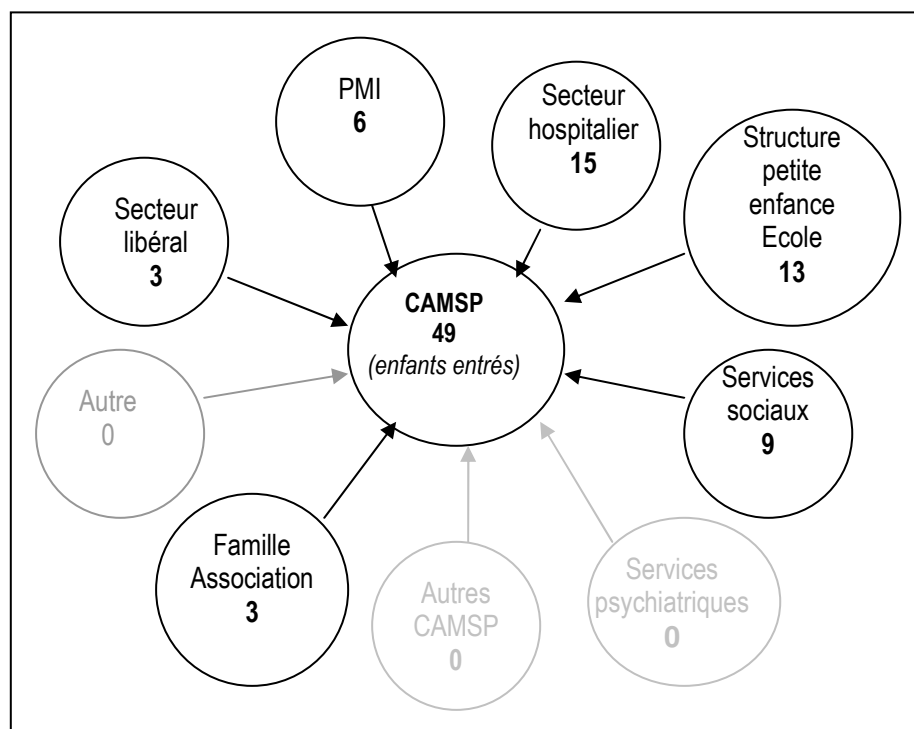 PMI
6
Secteur
hospitalier
15
Structure
petite
enfance
Ecole
13
Secteur
libéral
3
CAMSP
49
(enfants entrés)
Autre
0
Services
sociaux
9
Famille
Association
3
Autres
CAMSP
0
Services
psychiatriques
0